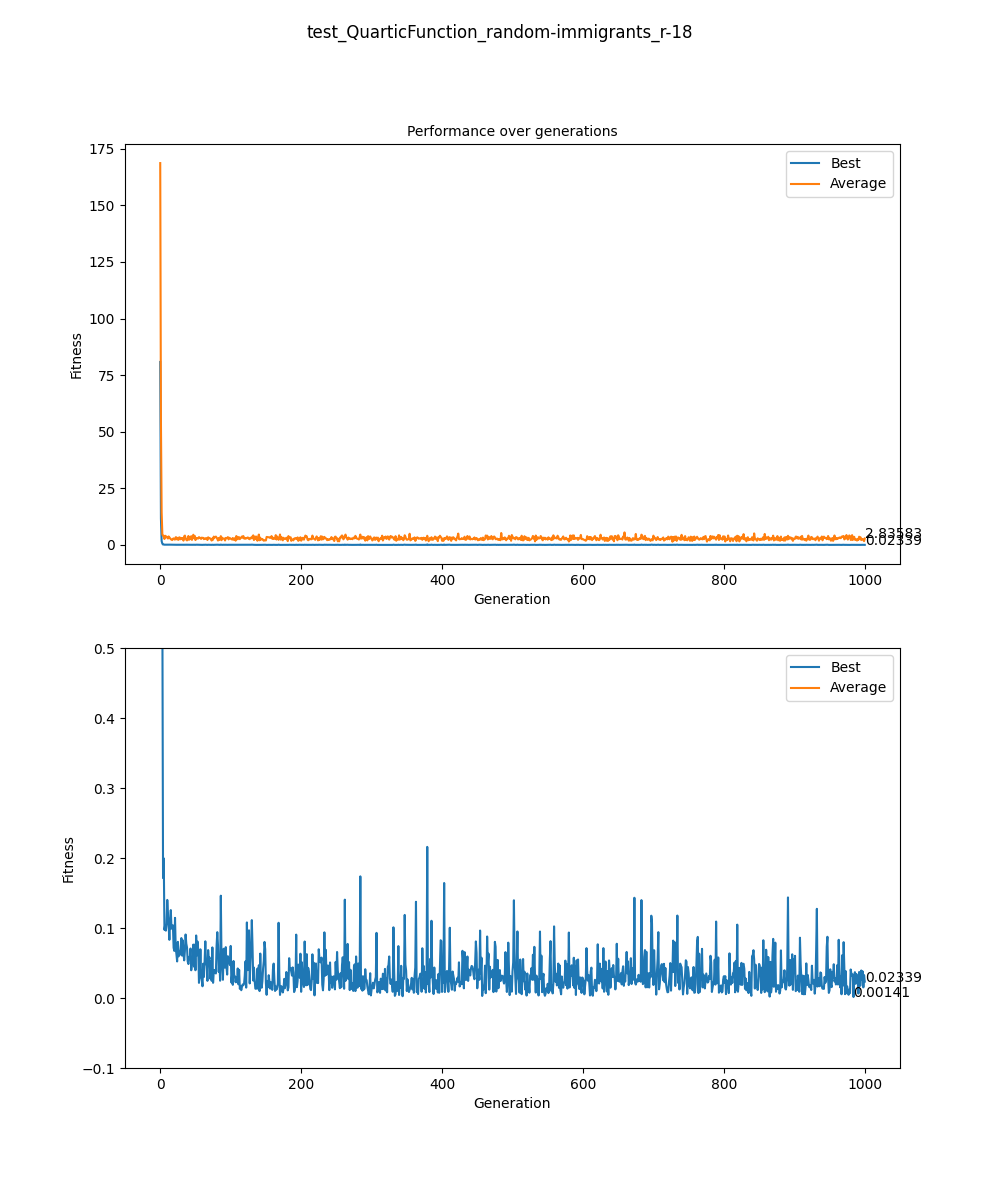 test_QuarticFunction_random-immigrants_r-18
Performance over generations
175
150
125
100
75
50
25
0
Fitness
Best
Average
2.83583
0.02339
0 200 400 600 800 1000
Generation
0.5
0.4
0.3
0.2
0.1
0.0
−0.1
Fitness
Best
Average
0.02339
0.00141
0 200 400 600 800 1000
Generation